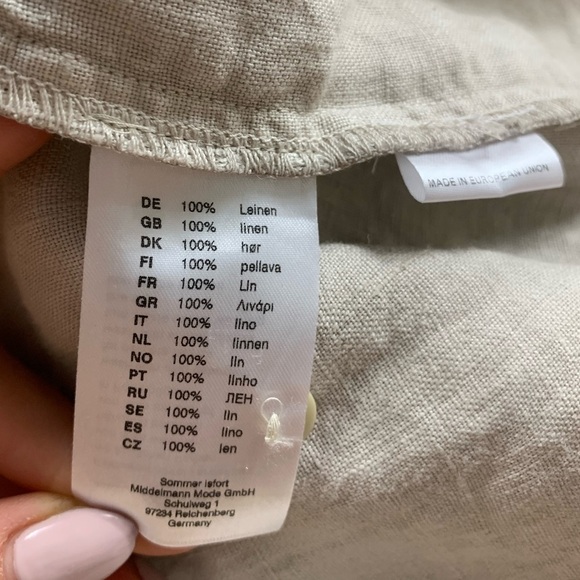 DE 100% Leinen
GB 100% linen
DK 100% hør
FI 100% pellava
FR 100% Lin
GR 100% Λινάρι
IT 100% lino
NL 100% linnen
NO 100% lin
PT 100% linho
RU 100% ЛЕН
SE 100% lin
ES 100% lino
CZ 100% len
Sommer isfort
Middelmann Mode GmbH
Schulweg 1
97234 Reichenberg
Germany
MADE IN EUROPEAN UNION